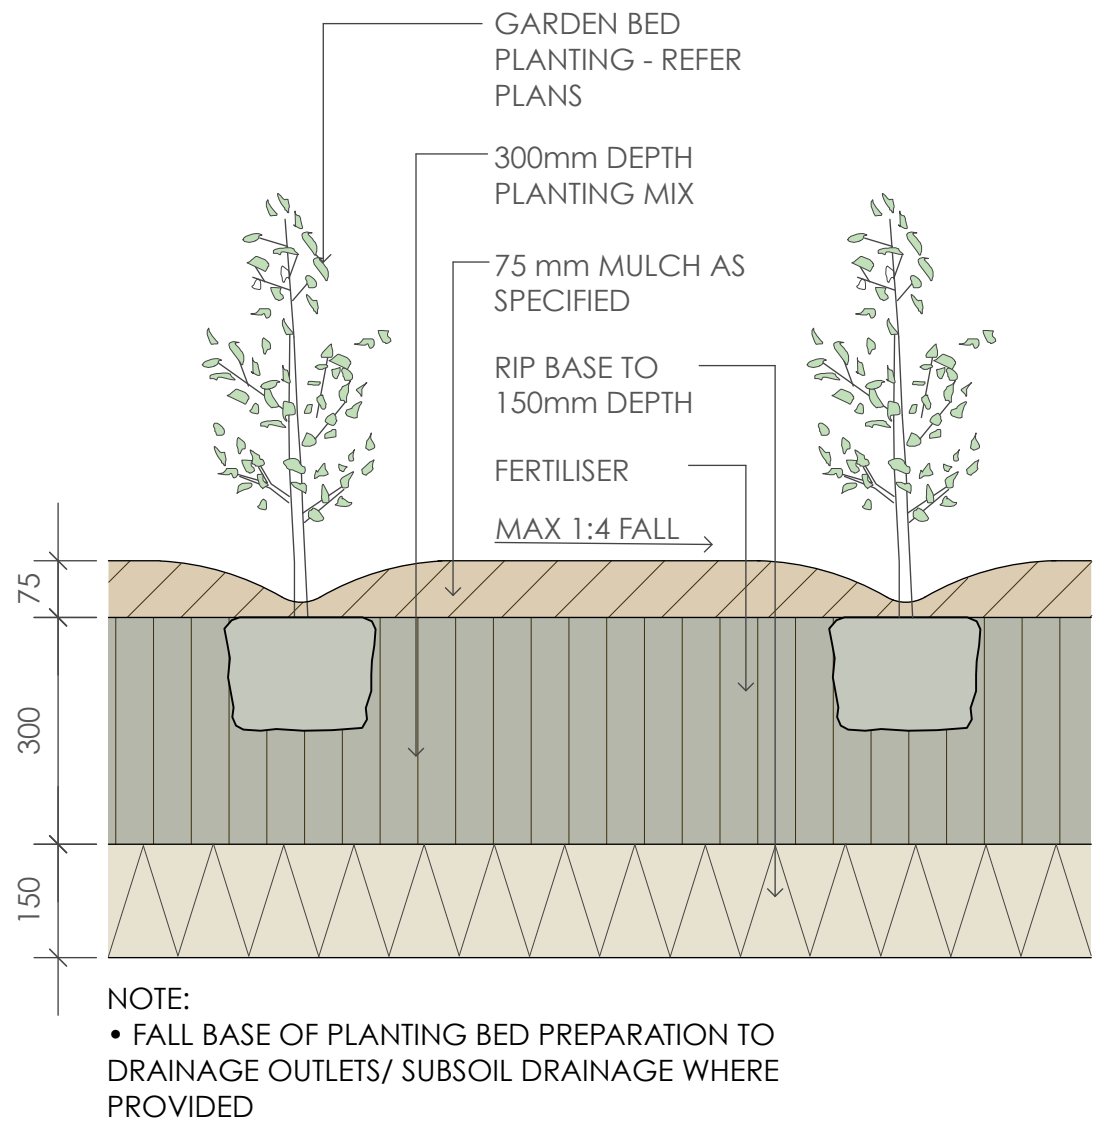 GARDEN BED
PLANTING - REFER
PLANS
300mm DEPTH
PLANTING MIX
75 mm MULCH AS
SPECIFIED
RIP BASE TO
150mm DEPTH
FERTILISER
MAX 1:4 FALL
75
300
150
NOTE:
• FALL BASE OF PLANTING BED PREPARATION TO
DRAINAGE OUTLETS/ SUBSOIL DRAINAGE WHERE
PROVIDED